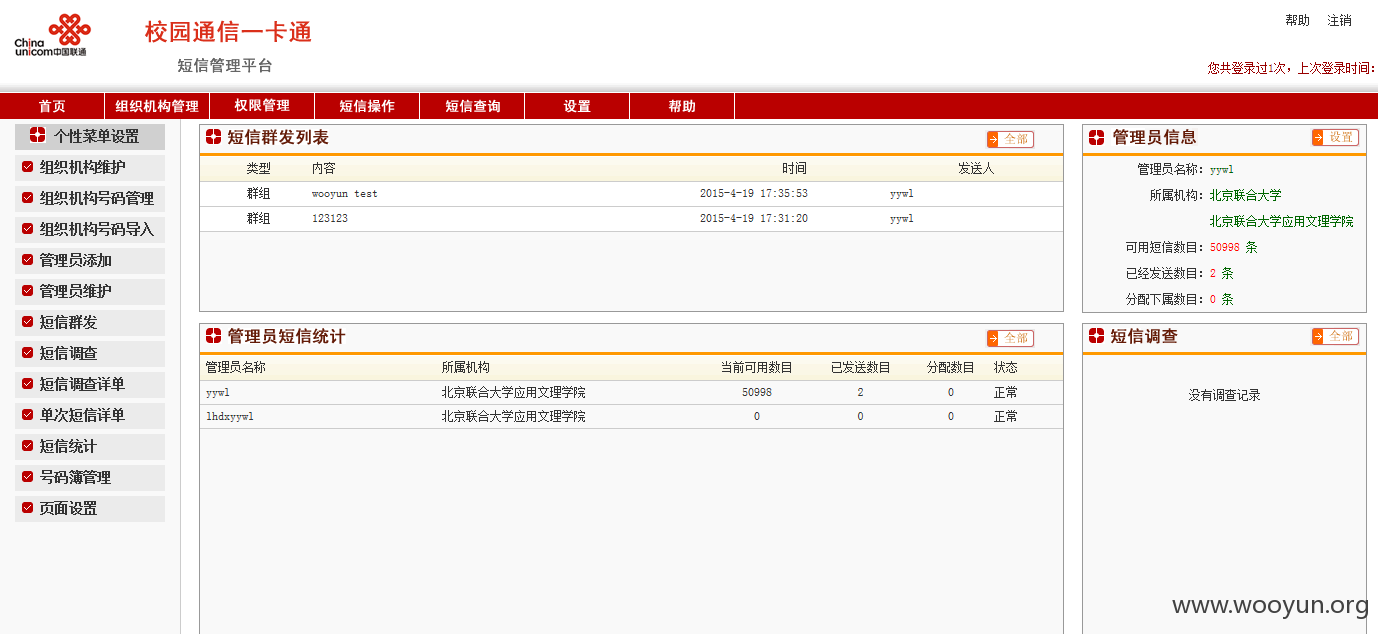 China
unicom中国联通
校园通信一卡通
短信管理平台
帮助 注销
您共登录过1次，上次登录时间：
首页 组织机构管理 权限管理 短信操作 短信查询 设置 帮助
个性菜单设置
组织机构维护
组织机构号码管理
组织机构号码导入
管理员添加
管理员维护
短信群发
短信调查
短信调查详单
单次短信详单
短信统计
号码簿管理
页面设置
短信群发列表 全部
类型 内容 时间 发送人
群组 wooyun test 2015-4-19 17:35:53 yywl
群组 123123 2015-4-19 17:31:20 yywl
管理员信息 设置
管理员名称： yywl
所属机构： 北京联合大学
北京联合大学应用文理学院
可用短信数目： 50998 条
已经发送数目： 2 条
分配下属数目： 0 条
管理员短信统计 全部
管理员名称 所属机构 当前可用数目 已发送数目 分配数目 状态
yywl 北京联合大学应用文理学院 50998 2 0 正常
lhdxyywl 北京联合大学应用文理学院 0 0 0 正常
短信调查 全部
没有调查记录
www.wooyun.org